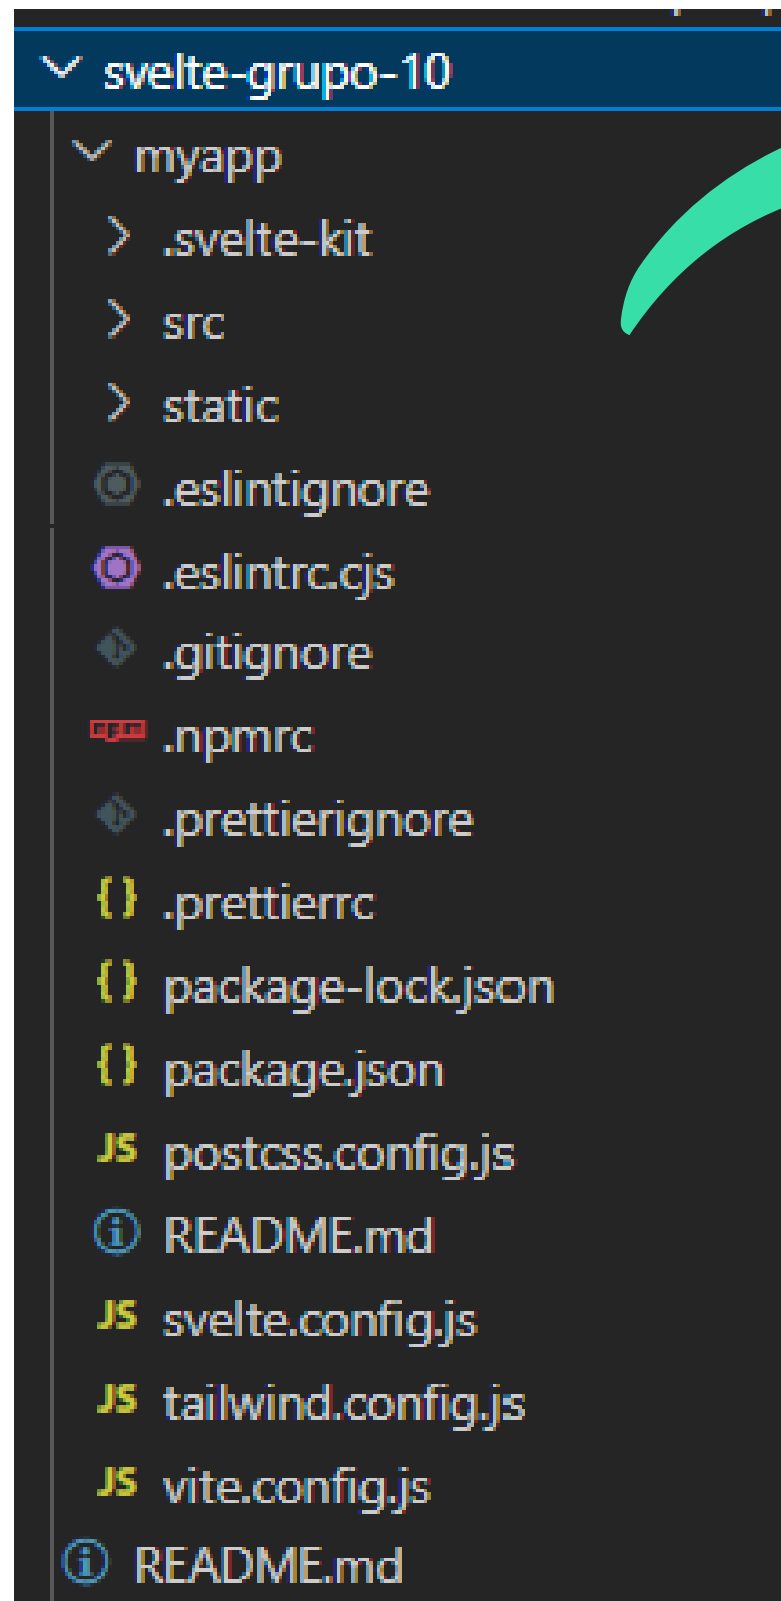 svelte-grupo-10
myapp
.svelte-kit
src
static
.eslintignore
.eslintrc.cjs
.gitignore
.npmrc
.prettierignore
.prettierrc
package-lock.json
package.json
postcss.config.js
README.md
svelte.config.js
tailwind.config.js
vite.config.js
README.md